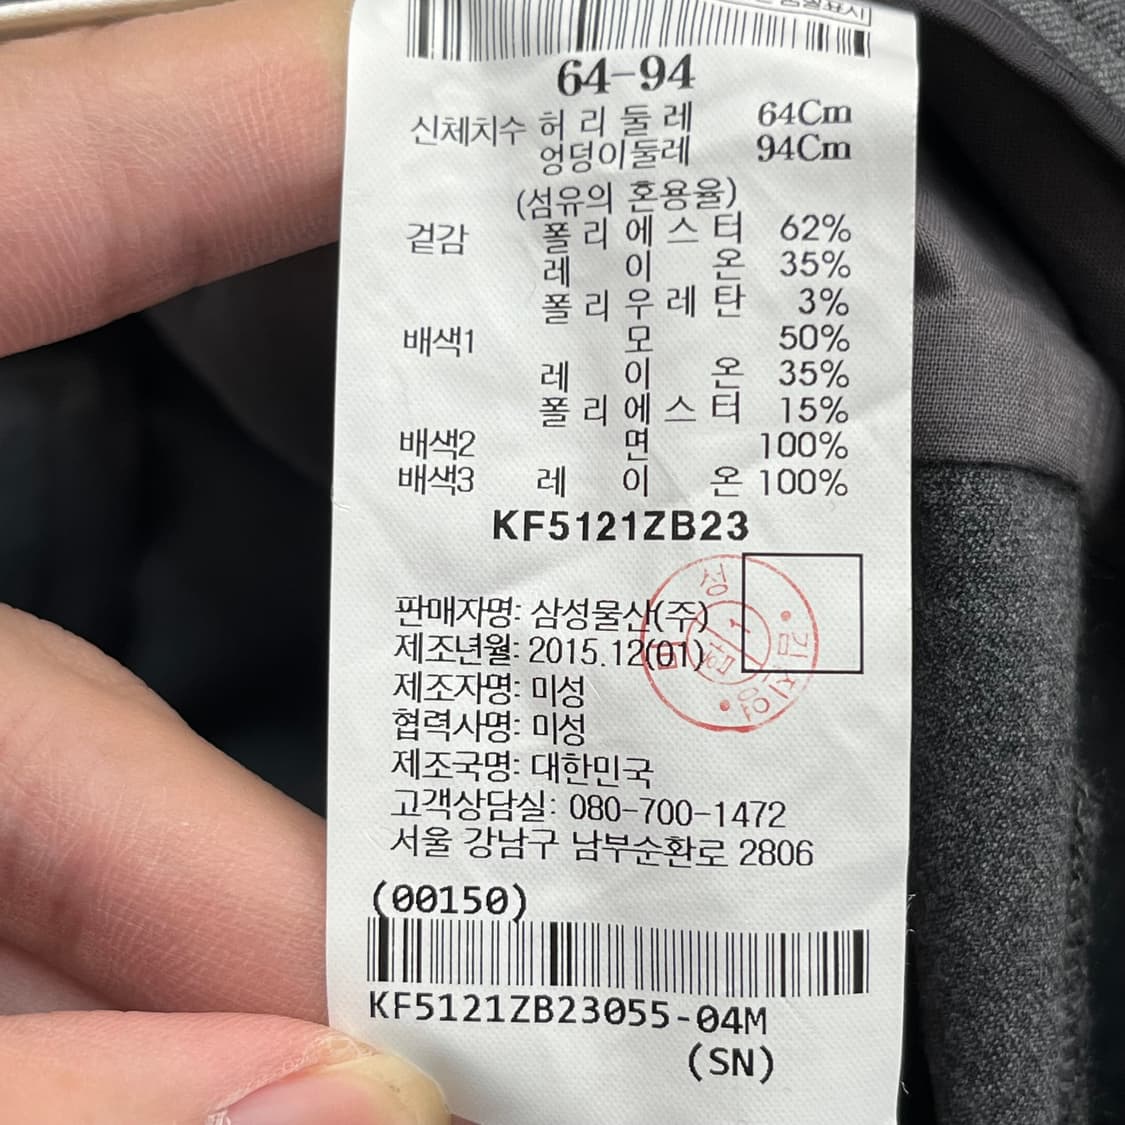 품질표시
64-94
신체치수 허리둘레 64Cm
엉덩이둘레 94Cm
(섬유의 혼용율)
겉감 폴리에스터 62%
레이온 35%
폴리우레탄 3%
배색1 모 50%
레이온 35%
폴리에스터 15%
배색2 면 100%
배색3 레이온 100%
KF5121ZB23
판매자명: 삼성물산(주)
제조년월: 2015.12(01)
제조자명: 미성
협력사명: 미성
제조국명: 대한민국
고객상담실: 080-700-1472
서울 강남구 남부순환로 2806
(00150)
KF5121ZB23055-04M
(SN)